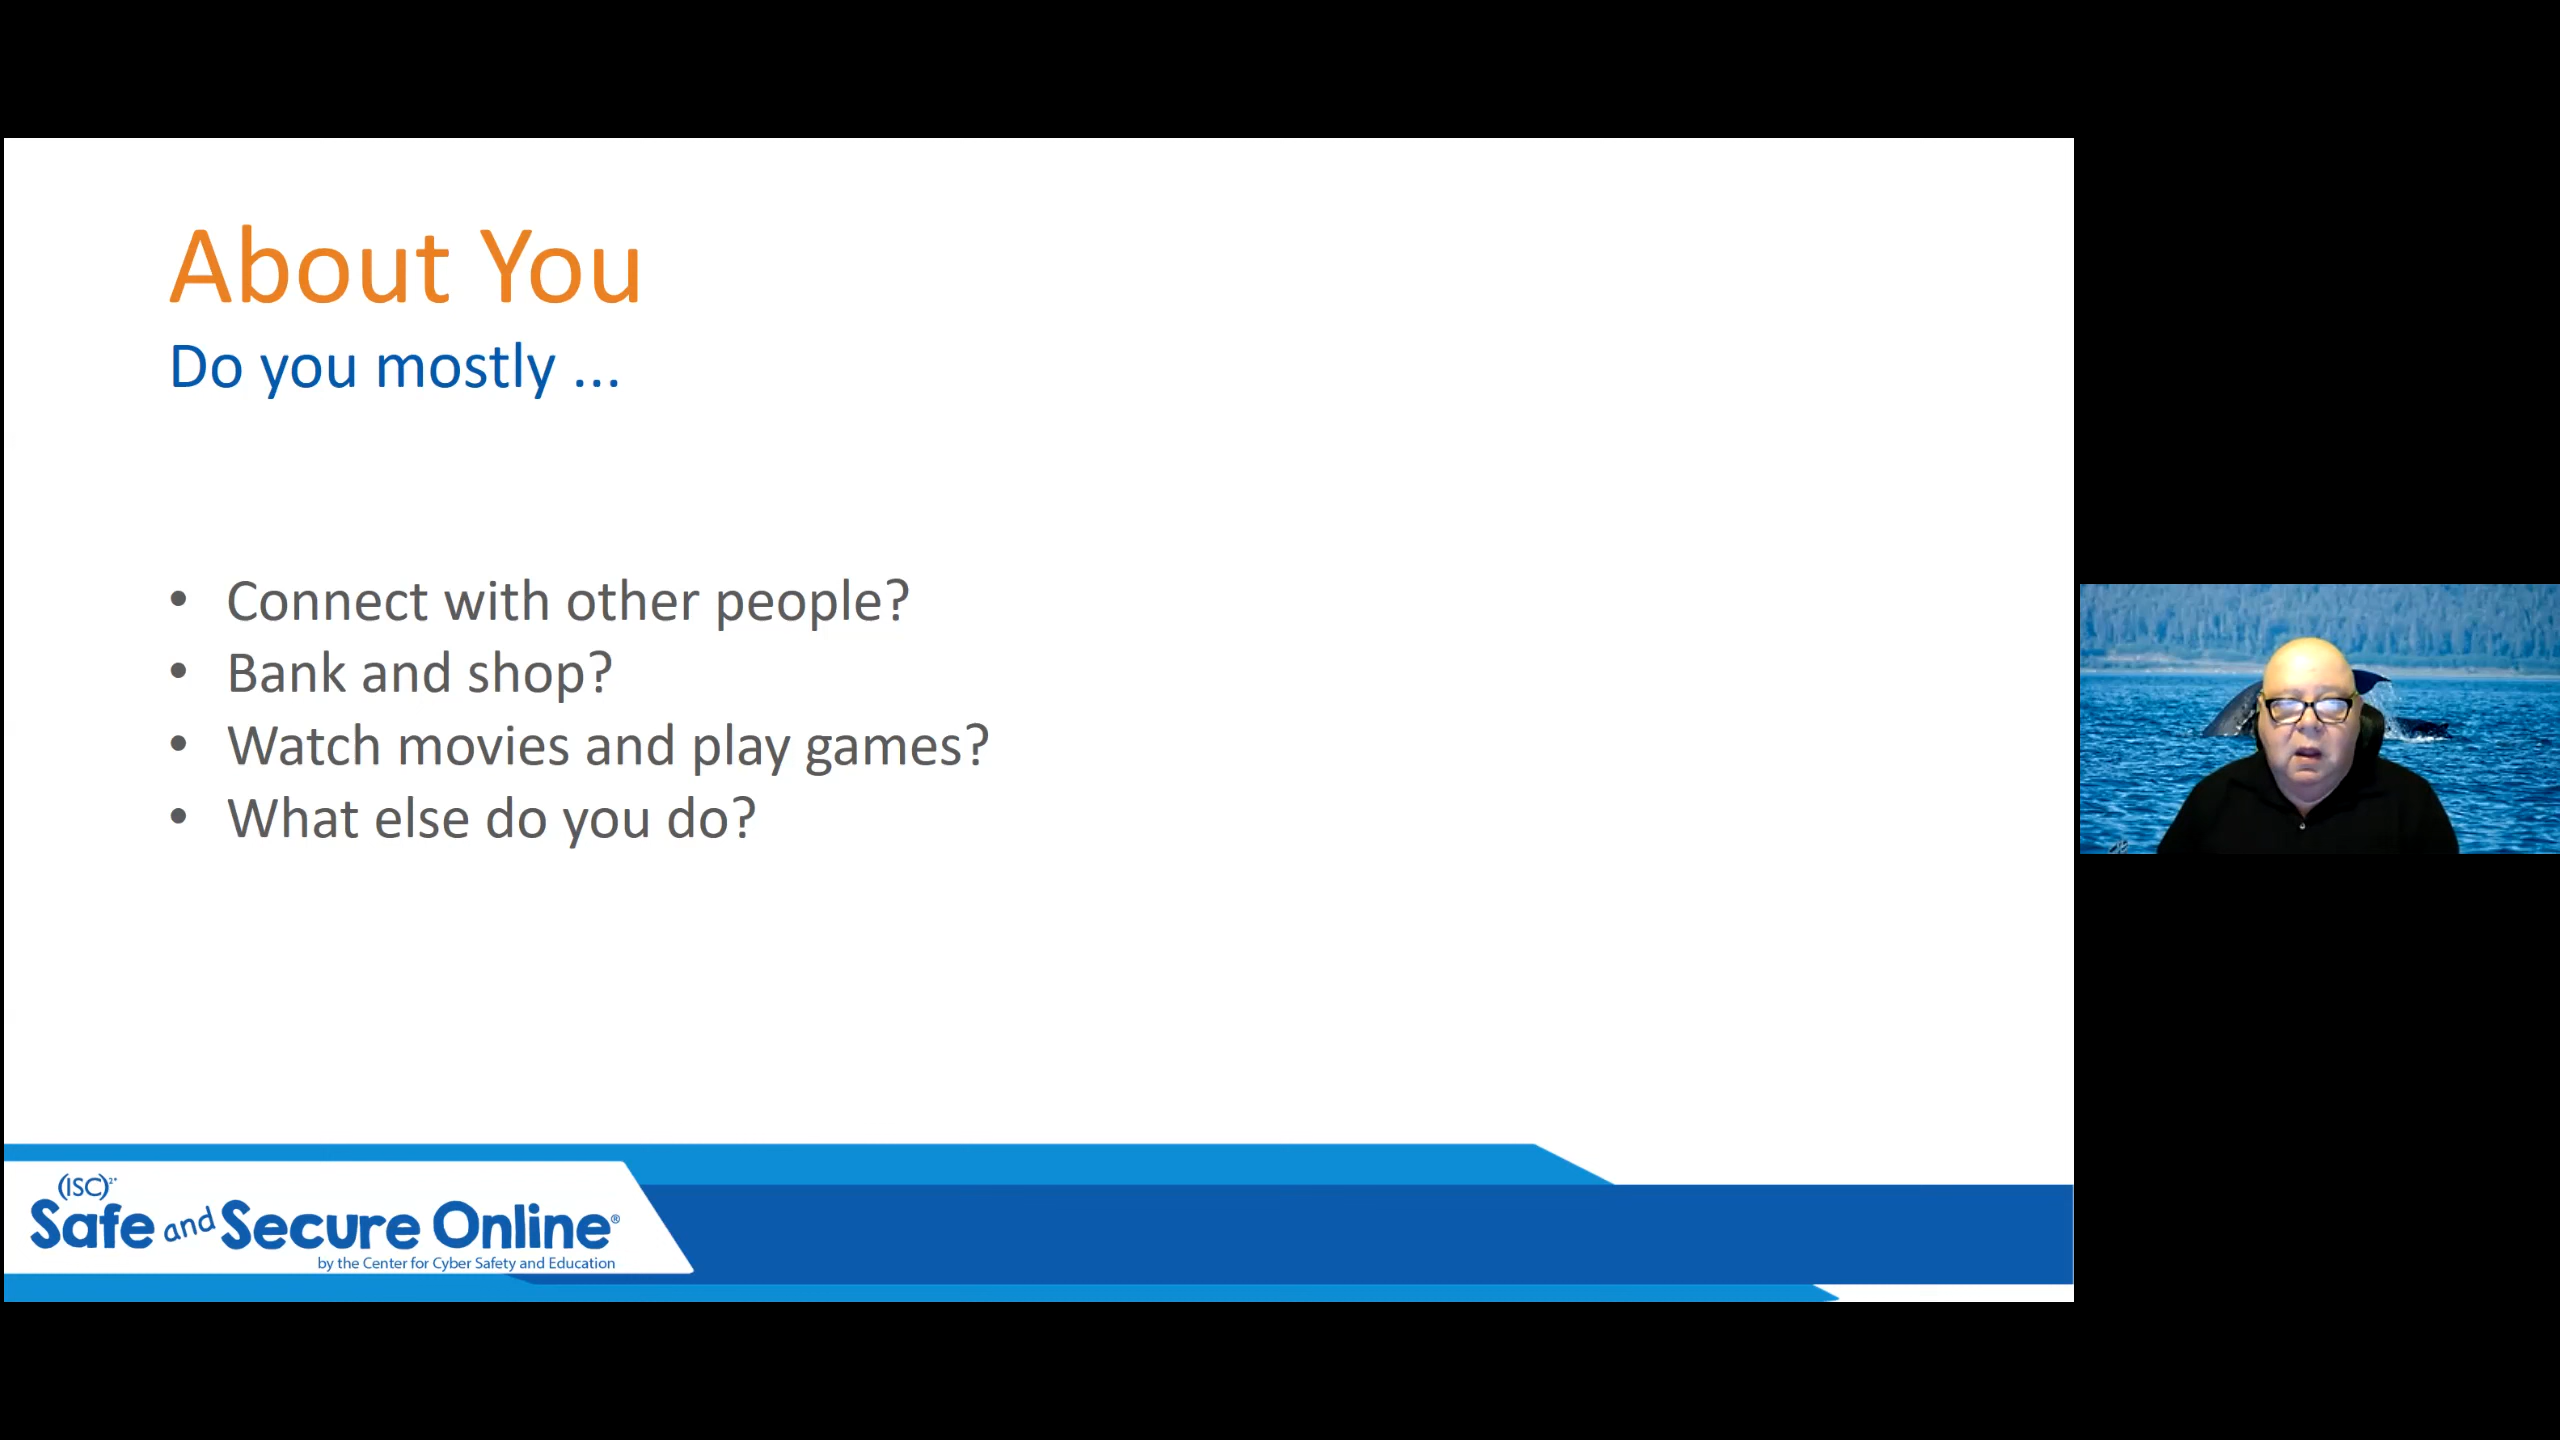 About You
Do you mostly ...
• Connect with other people?
• Bank and shop?
• Watch movies and play games?
• What else do you do?
(ISC)²®
Safe and Secure Online®
by the Center for Cyber Safety and Education